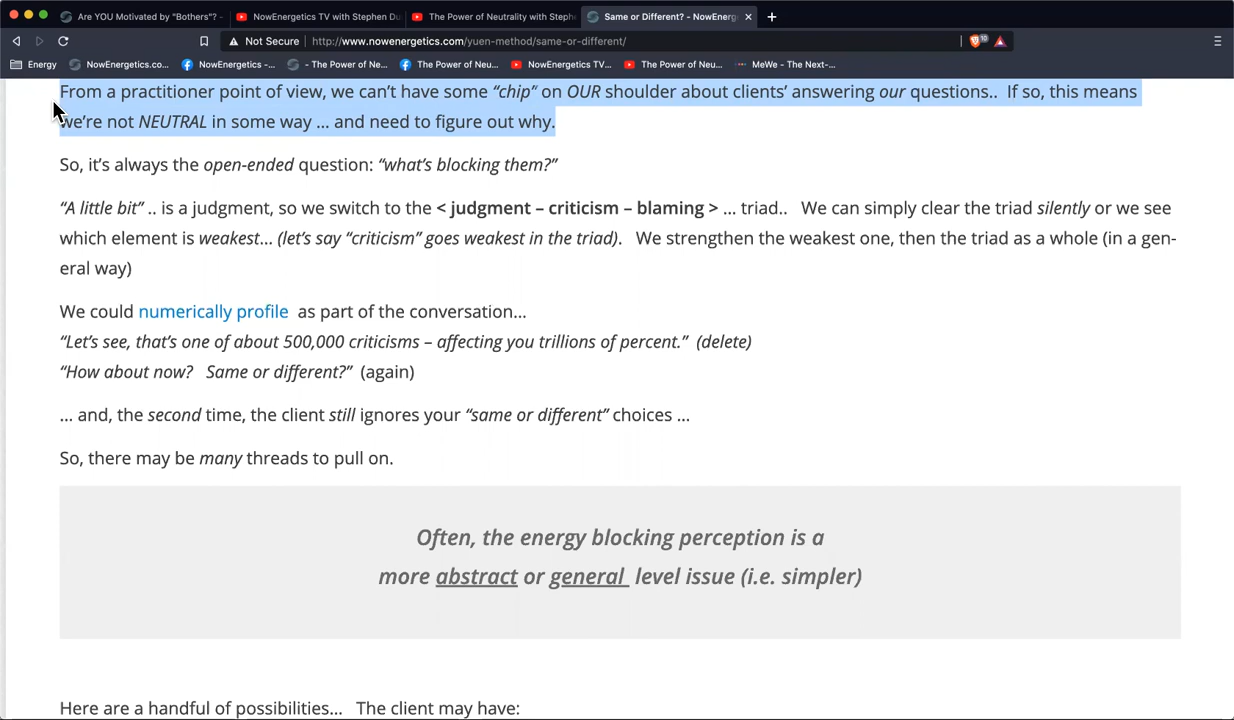 Are YOU Motivated by "Bothers"? -
NowEnergetics TV with Stephen Du
The Power of Neutrality with Steph
Same or Different? - NowEnerg
Not Secure http://www.nowenergetics.com/yuen-method/same-or-different/
10
Energy NowEnergetics.co... NowEnergetics -... - The Power of Ne... The Power of Neu... NowEnergetics TV... The Power of Neu... MeWe - The Next-...
From a practitioner point of view, we can't have some “chip” on OUR shoulder about clients' answering our questions..  If so, this means
we're not NEUTRAL in some way ... and need to figure out why.
So, it's always the open-ended question: “what's blocking them?”
“A little bit” .. is a judgment, so we switch to the < judgment – criticism – blaming > ... triad..  We can simply clear the triad silently or we see
which element is weakest... (let's say “criticism” goes weakest in the triad).  We strengthen the weakest one, then the triad as a whole (in a gen-
eral way)
We could numerically profile as part of the conversation...
“Let's see, that's one of about 500,000 criticisms – affecting you trillions of percent.” (delete)
“How about now?  Same or different?” (again)
... and, the second time, the client still ignores your “same or different” choices ...
So, there may be many threads to pull on.
Often, the energy blocking perception is a
more abstract or general level issue (i.e. simpler)
Here are a handful of possibilities...  The client may have: